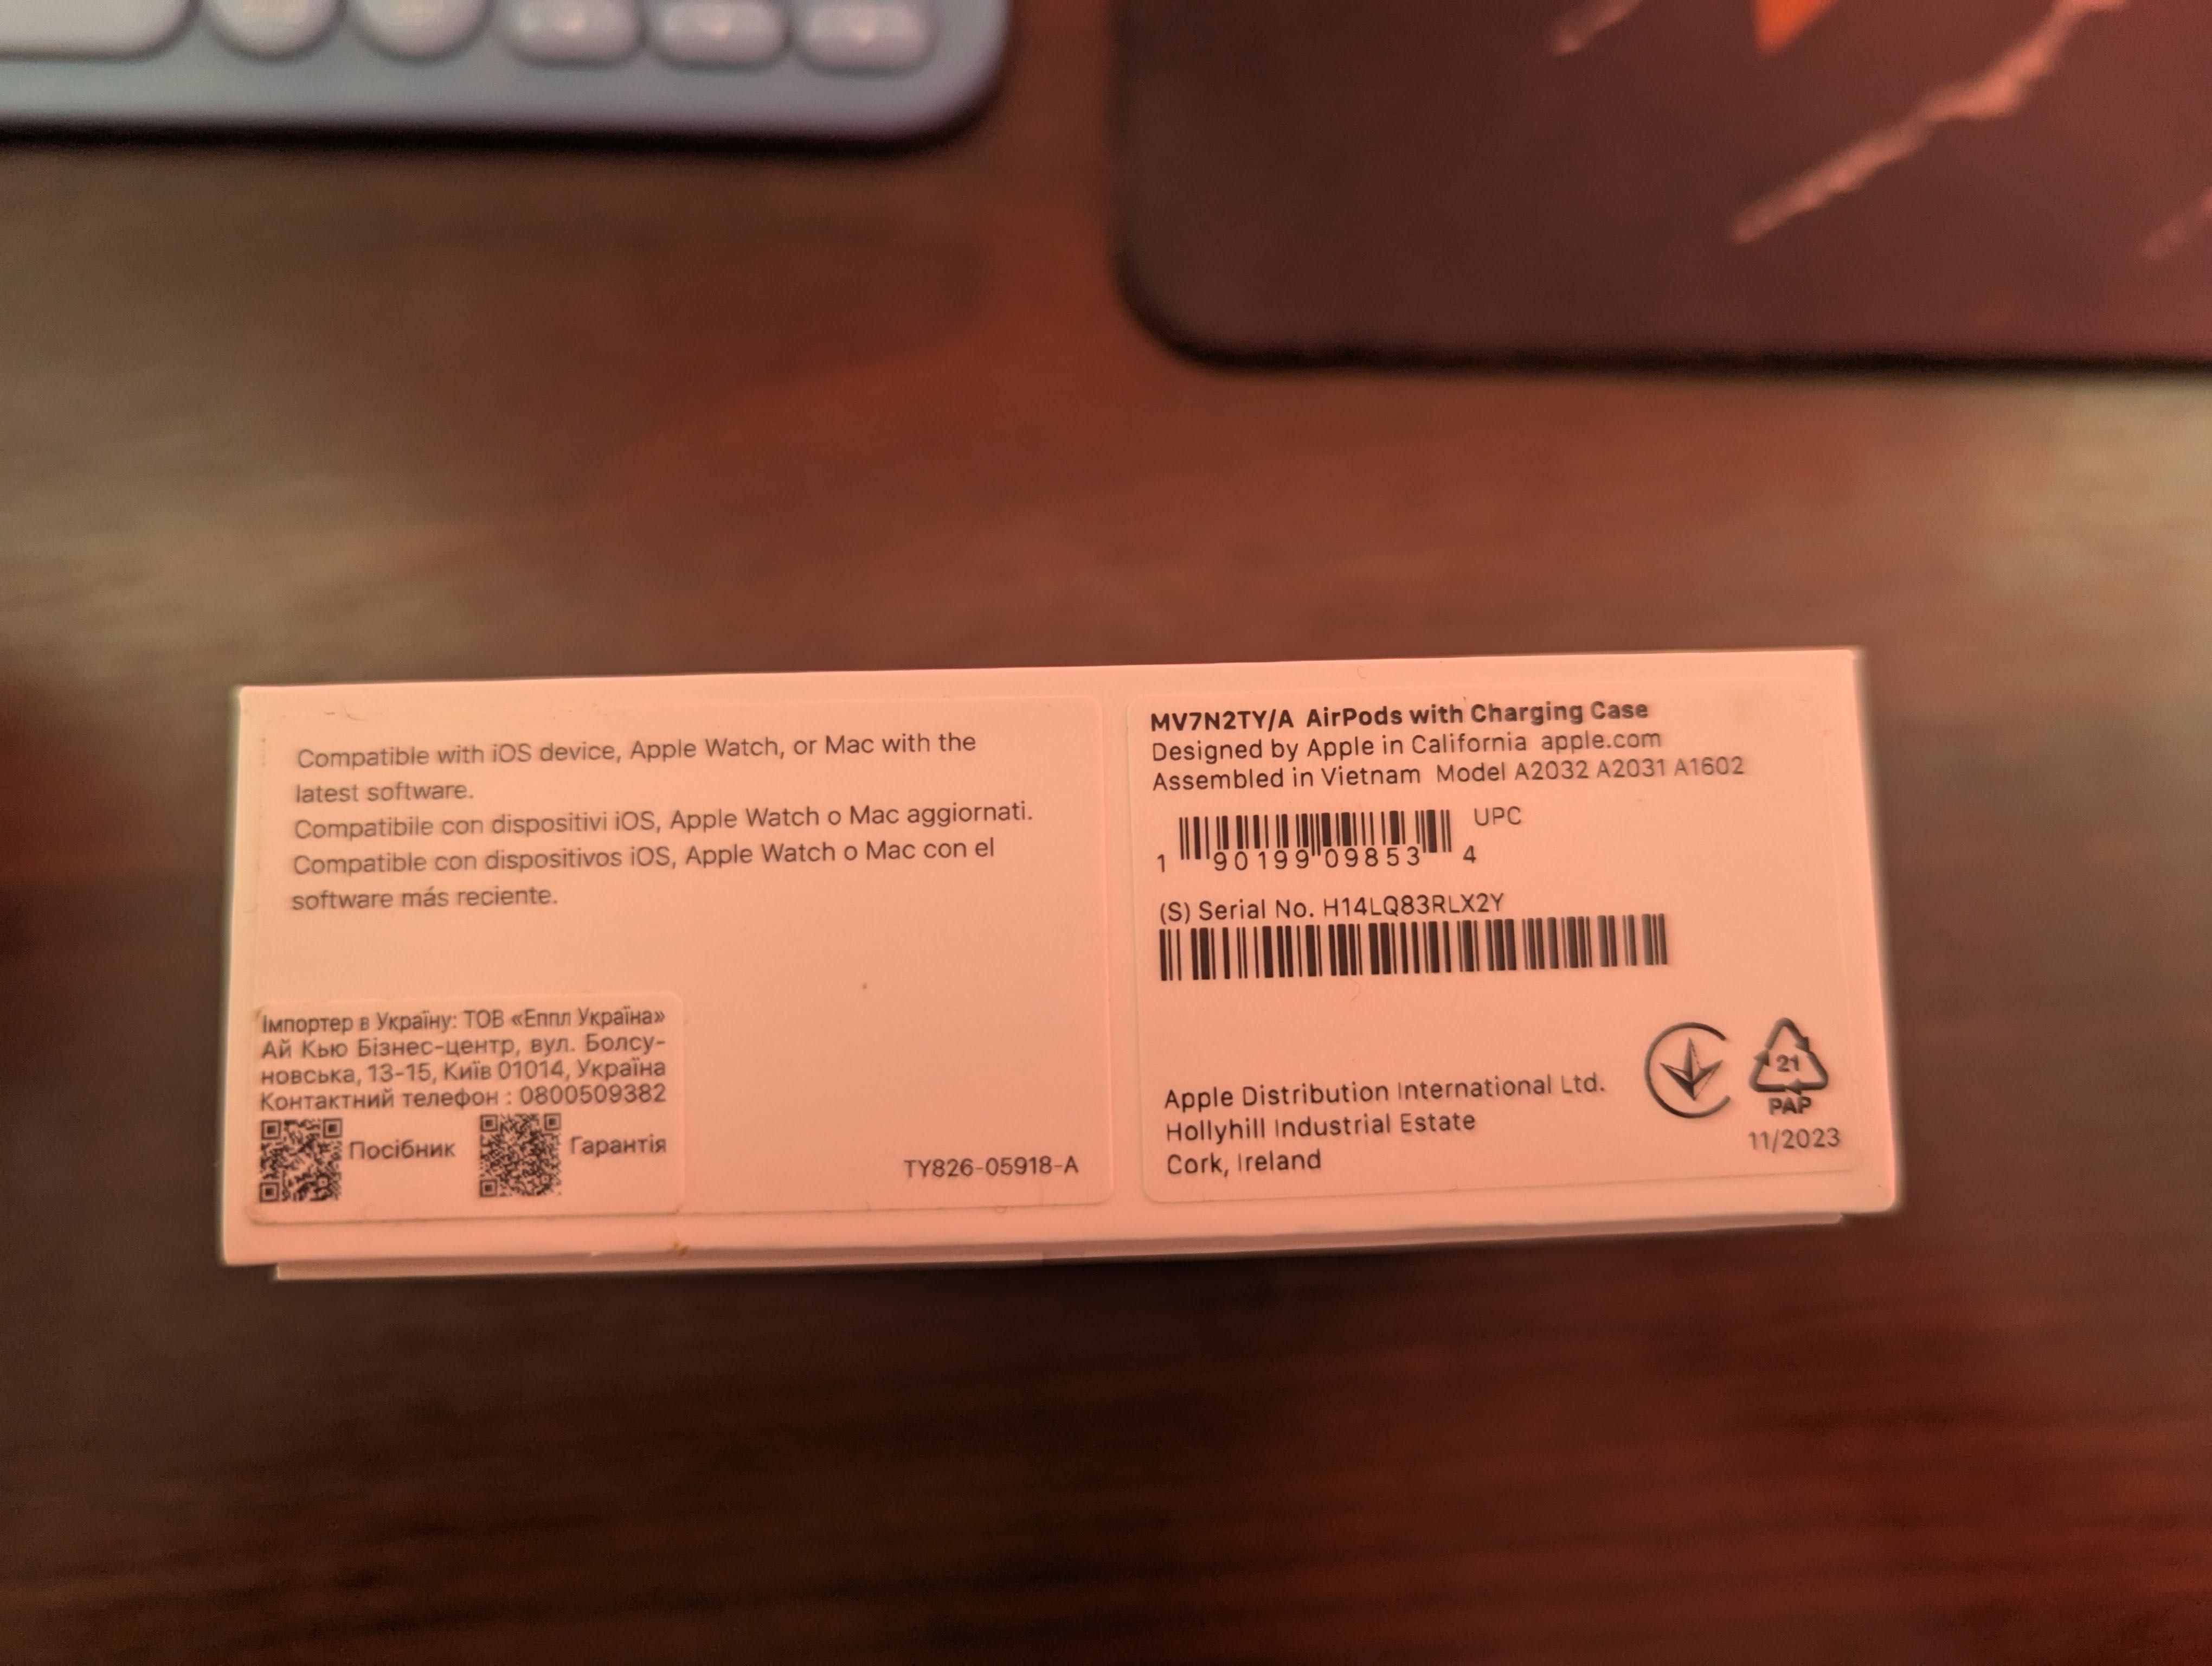 Compatible with iOS device, Apple Watch, or Mac with the
latest software.
Compatibile con dispositivi iOS, Apple Watch o Mac aggiornati.
Compatible con dispositivos iOS, Apple Watch o Mac con el
software más reciente.
Імпортер в Україну: ТОВ «Еппл Україна»
Ай Кью Бізнес-центр, вул. Болсу-
новська, 13-15, Київ 01014, Україна
Контактний телефон : 0800509382
Посібник
Гарантія
TY826-05918-A
MV7N2TY/A AirPods with Charging Case
Designed by Apple in California apple.com
Assembled in Vietnam Model A2032 A2031 A1602
UPC
1 90199 09853 4
(S) Serial No. H14LQ83RLX2Y
Apple Distribution International Ltd.
Hollyhill Industrial Estate
Cork, Ireland
21
PAP
11/2023